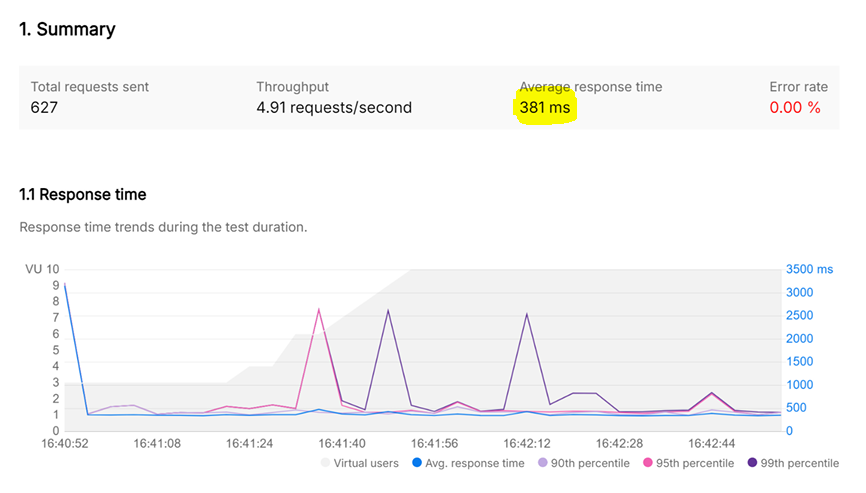 1. Summary
Total requests sent Throughput Average response time Error rate
627 4.91 requests/second 381 ms 0.00 %
1.1 Response time
Response time trends during the test duration.
VU 10 3500 ms
9 3000
8
7 2500
6 2000
5 1500
4
3 1000
2 500
1
0 0
16:40:52 16:41:08 16:41:24 16:41:40 16:41:56 16:42:12 16:42:28 16:42:44
Virtual users Avg. response time 90th percentile 95th percentile 99th percentile